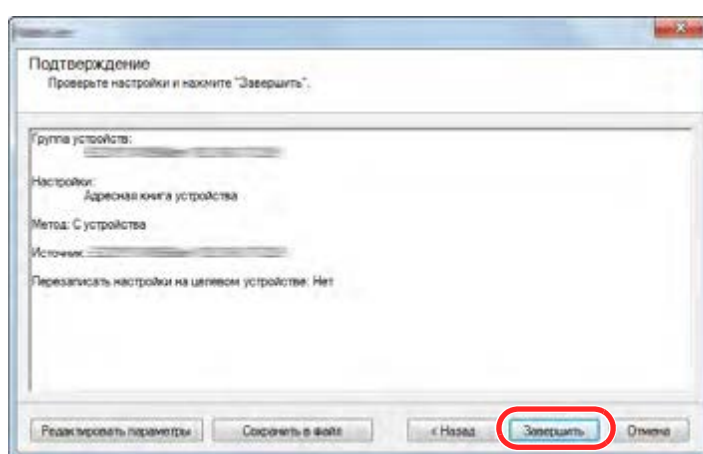 Подтверждение
Проверьте настройки и нажмите "Завершить".
Группа устройств:
Настройки:
Адресная книга устройства
Метод: С устройства
Источник:
Перезаписать настройки на целевом устройстве: Нет
Редактировать параметры
Сохранить в файл
< Назад
Завершить
Отмена